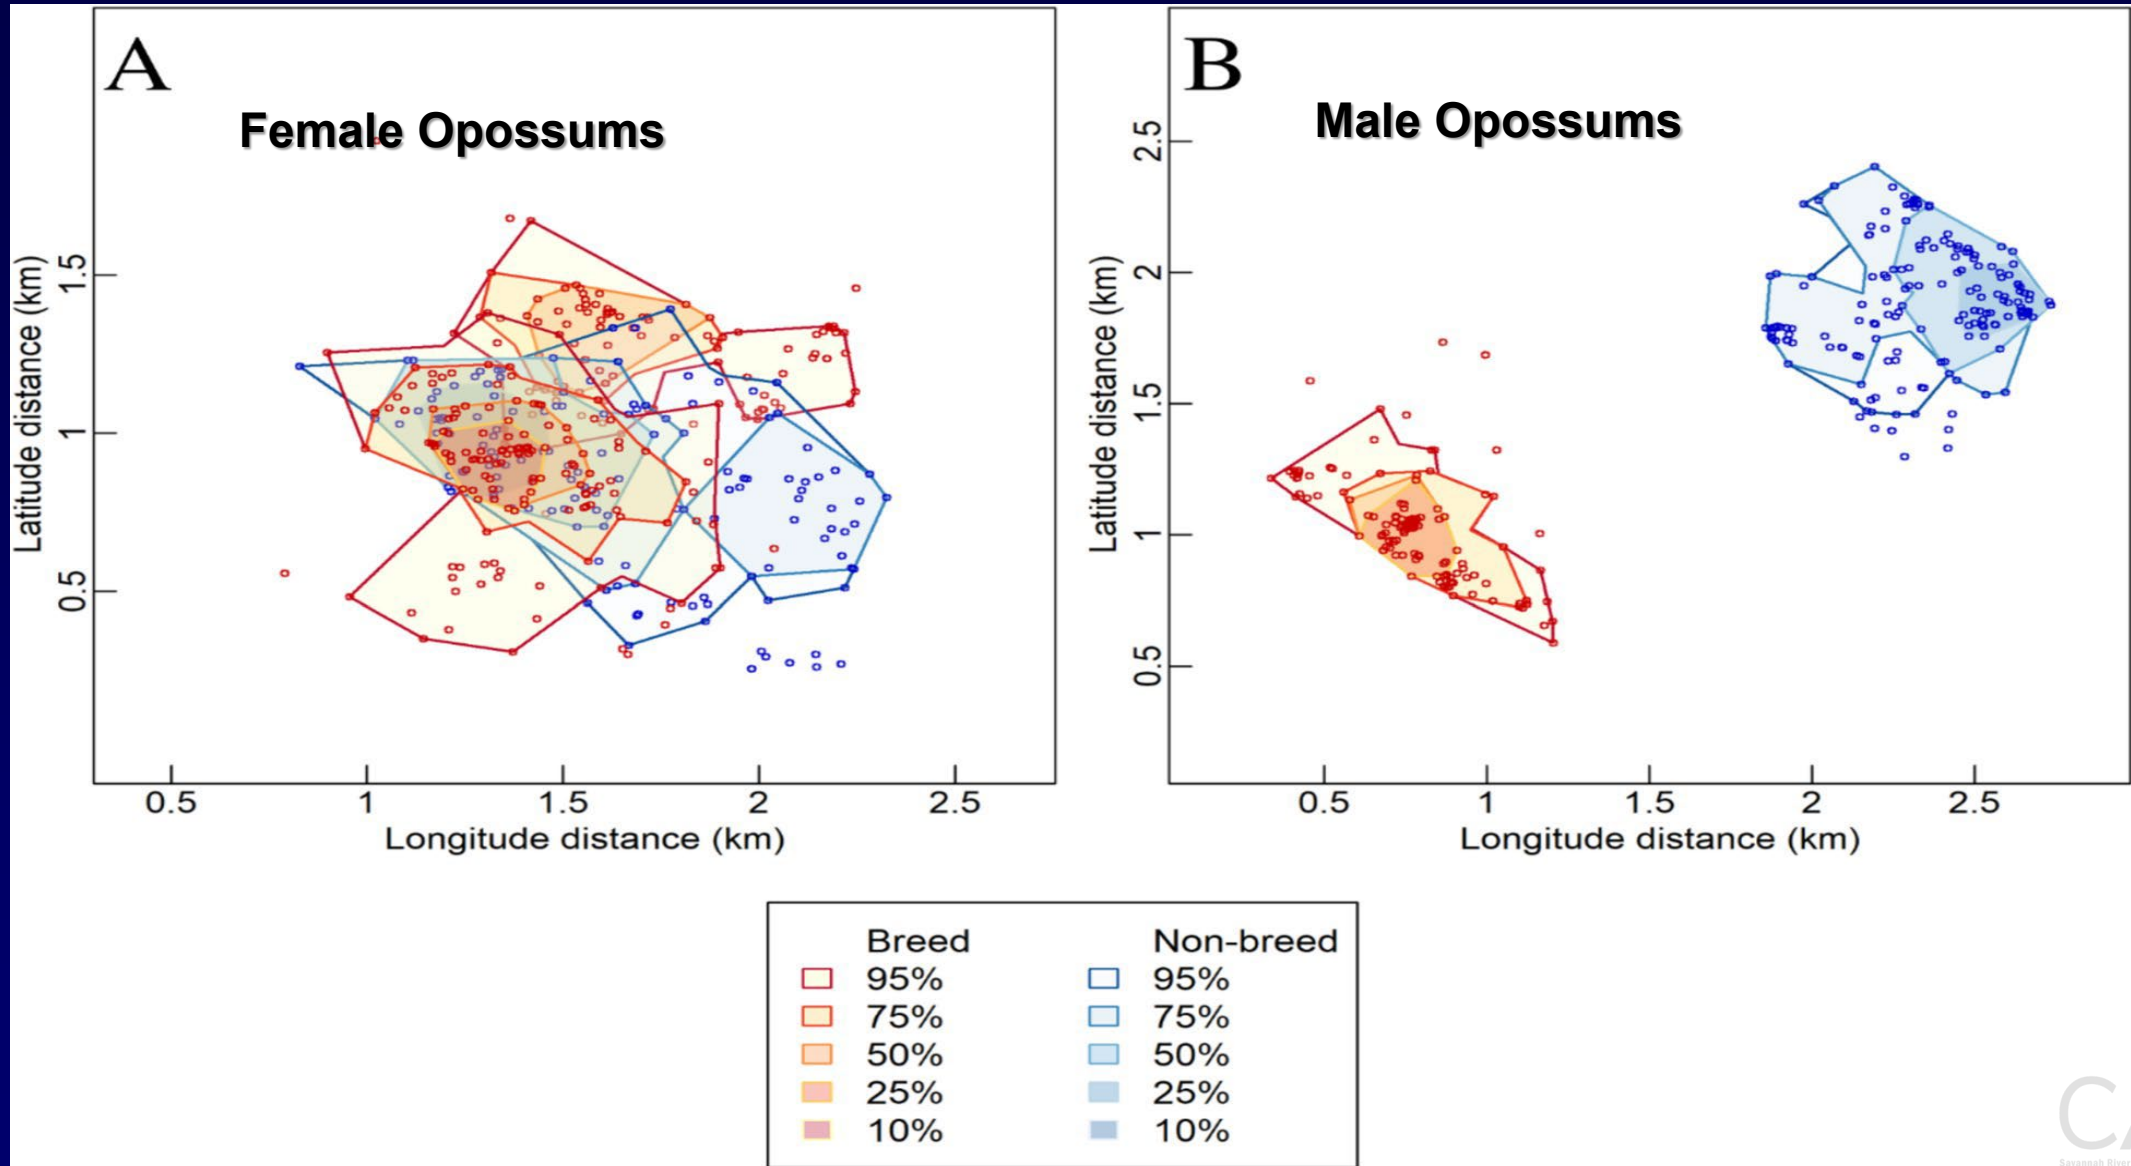 A
Female Opossums
Latitude distance (km)
1.5
1
0.5
0.5 1 1.5 2 2.5
Longitude distance (km)
B
Male Opossums
Latitude distance (km)
2.5
2
1.5
1
0.5
0.5 1 1.5 2 2.5
Longitude distance (km)
Breed Non-breed
95% 95%
75% 75%
50% 50%
25% 25%
10% 10%
Savannah River